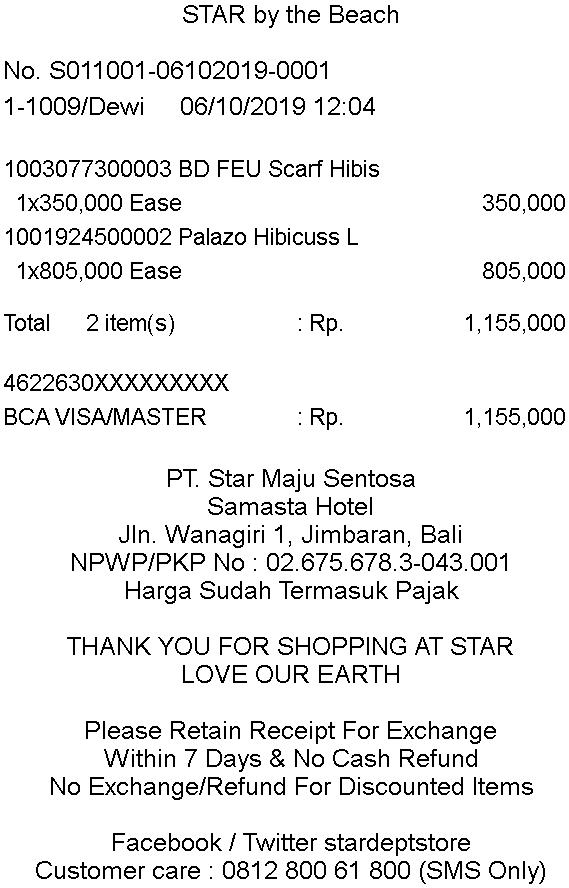 STAR by the Beach
No. S011001-06102019-0001
1-1009/Dewi 06/10/2019 12:04
1003077300003 BD FEU Scarf Hibis
1x350,000 Ease 350,000
1001924500002 Palazo Hibicuss L
1x805,000 Ease 805,000
Total 2 item(s) : Rp. 1,155,000
4622630XXXXXXXXX
BCA VISA/MASTER : Rp. 1,155,000
PT. Star Maju Sentosa
Samasta Hotel
Jln. Wanagiri 1, Jimbaran, Bali
NPWP/PKP No : 02.675.678.3-043.001
Harga Sudah Termasuk Pajak
THANK YOU FOR SHOPPING AT STAR
LOVE OUR EARTH
Please Retain Receipt For Exchange
Within 7 Days & No Cash Refund
No Exchange/Refund For Discounted Items
Facebook / Twitter stardeptstore
Customer care : 0812 800 61 800 (SMS Only)